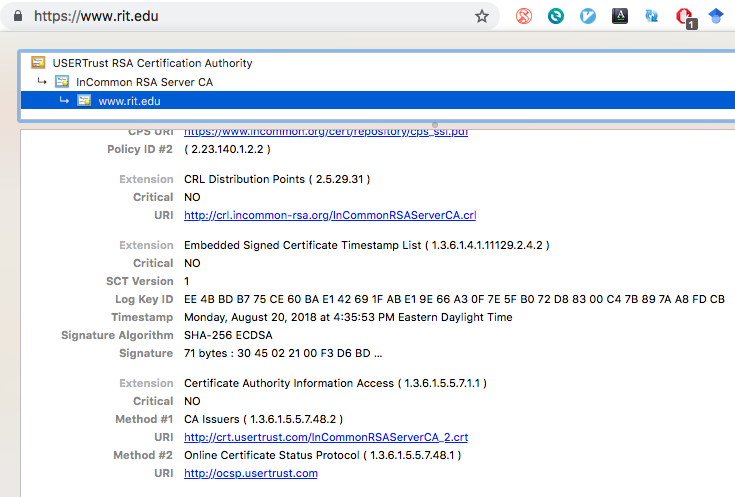 https://www.rit.edu
1
USERTrust RSA Certification Authority
InCommon RSA Server CA
www.rit.edu
CPS URI https://www.incommon.org/cert/repository/cps_ssl.pdf
Policy ID #2 ( 2.23.140.1.2.2 )
Extension CRL Distribution Points ( 2.5.29.31 )
Critical NO
URI http://crl.incommon-rsa.org/InCommonRSAServerCA.crl
Extension Embedded Signed Certificate Timestamp List ( 1.3.6.1.4.1.11129.2.4.2 )
Critical NO
SCT Version 1
Log Key ID EE 4B BD B7 75 CE 60 BA E1 42 69 1F AB E1 9E 66 A3 0F 7E 5F B0 72 D8 83 00 C4 7B 89 7A A8 FD CB
Timestamp Monday, August 20, 2018 at 4:35:53 PM Eastern Daylight Time
Signature Algorithm SHA-256 ECDSA
Signature 71 bytes : 30 45 02 21 00 F3 D6 BD ...
Extension Certificate Authority Information Access ( 1.3.6.1.5.5.7.1.1 )
Critical NO
Method #1 CA Issuers ( 1.3.6.1.5.5.7.48.2 )
URI http://crt.usertrust.com/InCommonRSAServerCA_2.crt
Method #2 Online Certificate Status Protocol ( 1.3.6.1.5.5.7.48.1 )
URI http://ocsp.usertrust.com